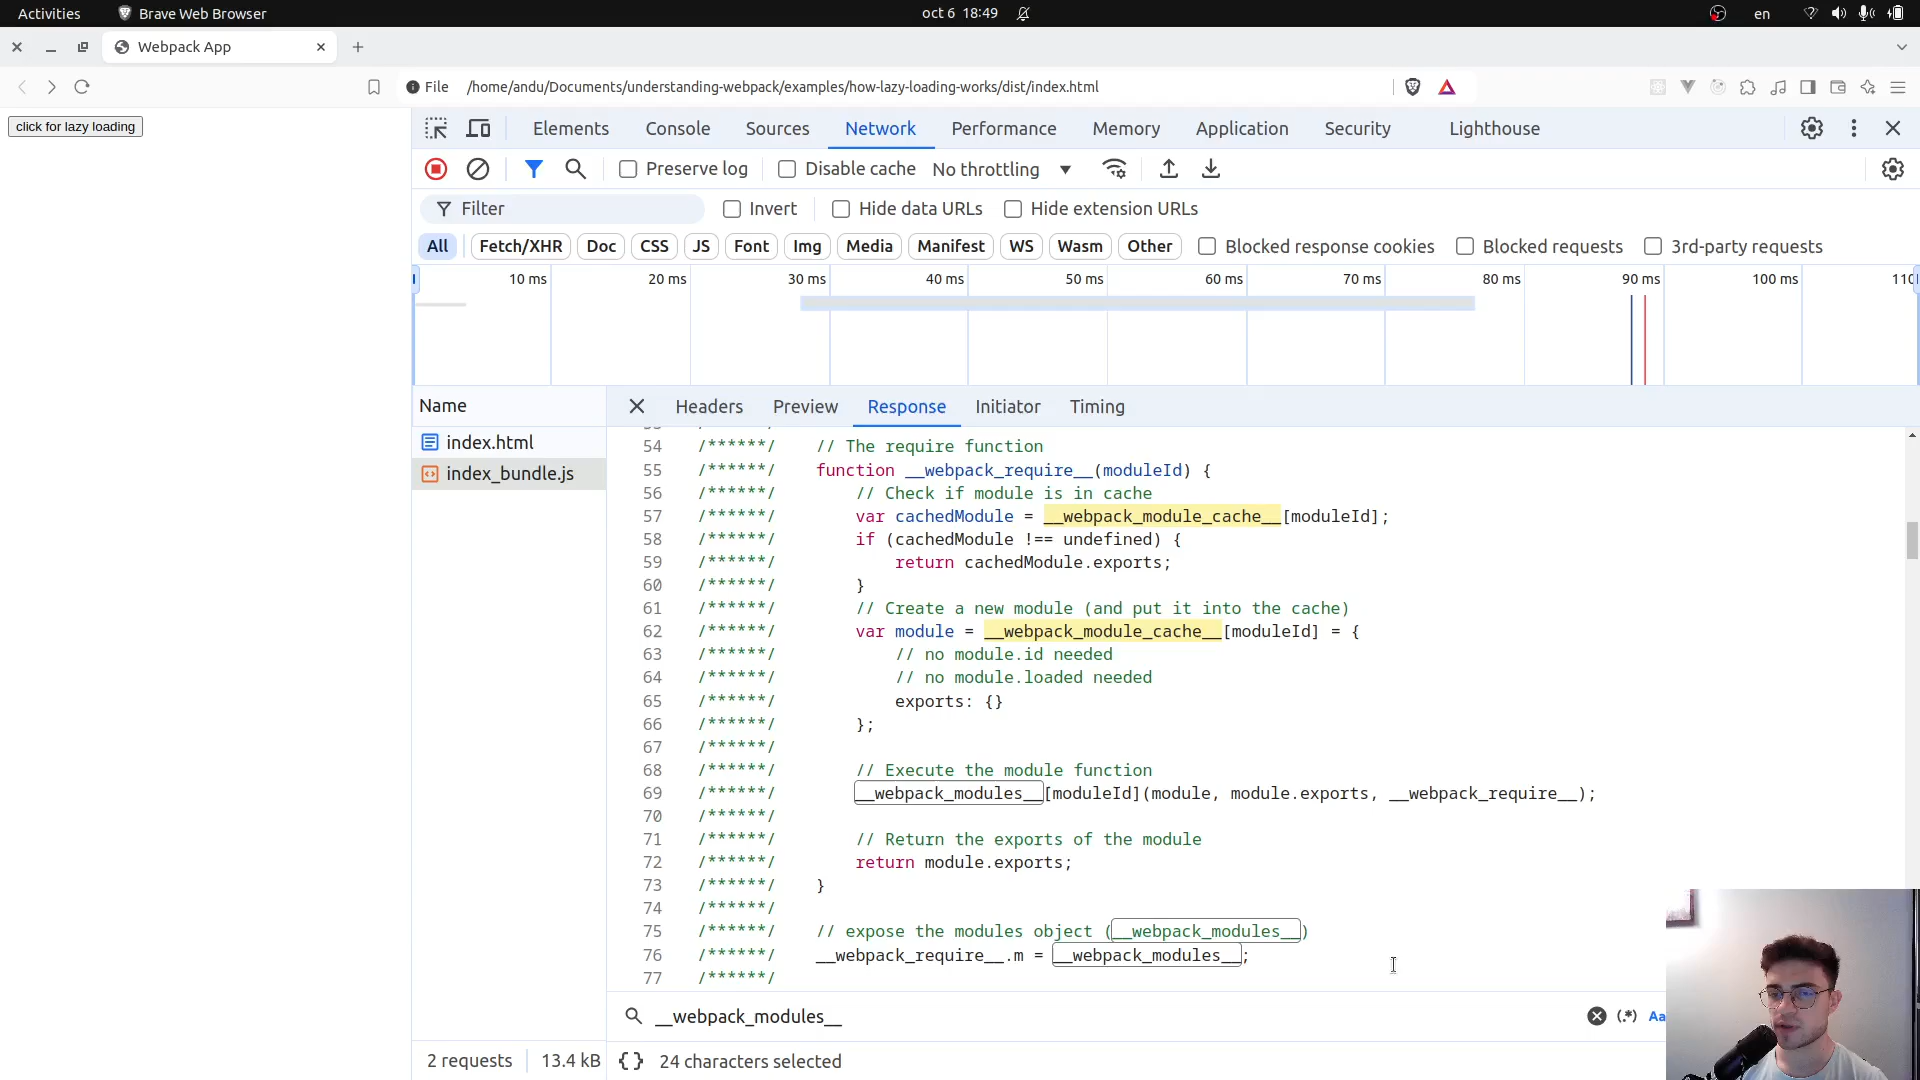 Activities Brave Web Browser oct 6 18:49 en
Webpack App
File /home/andu/Documents/understanding-webpack/examples/how-lazy-loading-works/dist/index.html
click for lazy loading
Elements Console Sources Network Performance Memory Application Security Lighthouse
Preserve log Disable cache No throttling
Filter Invert Hide data URLs Hide extension URLs
All Fetch/XHR Doc CSS JS Font Img Media Manifest WS Wasm Other Blocked response cookies Blocked requests 3rd-party requests
10 ms 20 ms 30 ms 40 ms 50 ms 60 ms 70 ms 80 ms 90 ms 100 ms 110
Name
index.html
index_bundle.js
Headers Preview Response Initiator Timing
54 /******/ // The require function
55 /******/ function __webpack_require__(moduleId) {
56 /******/ // Check if module is in cache
57 /******/ var cachedModule = __webpack_module_cache__[moduleId];
58 /******/ if (cachedModule !== undefined) {
59 /******/ return cachedModule.exports;
60 /******/ }
61 /******/ // Create a new module (and put it into the cache)
62 /******/ var module = __webpack_module_cache__[moduleId] = {
63 /******/ // no module.id needed
64 /******/ // no module.loaded needed
65 /******/ exports: {}
66 /******/ };
67 /******/
68 /******/ // Execute the module function
69 /******/ __webpack_modules__[moduleId](module, module.exports, __webpack_require__);
70 /******/
71 /******/ // Return the exports of the module
72 /******/ return module.exports;
73 /******/ }
74 /******/
75 /******/ // expose the modules object (__webpack_modules__)
76 /******/ __webpack_require__.m = __webpack_modules__;
77 /******/
__webpack_modules__ (.*) Aa
2 requests 13.4 kB {} 24 characters selected